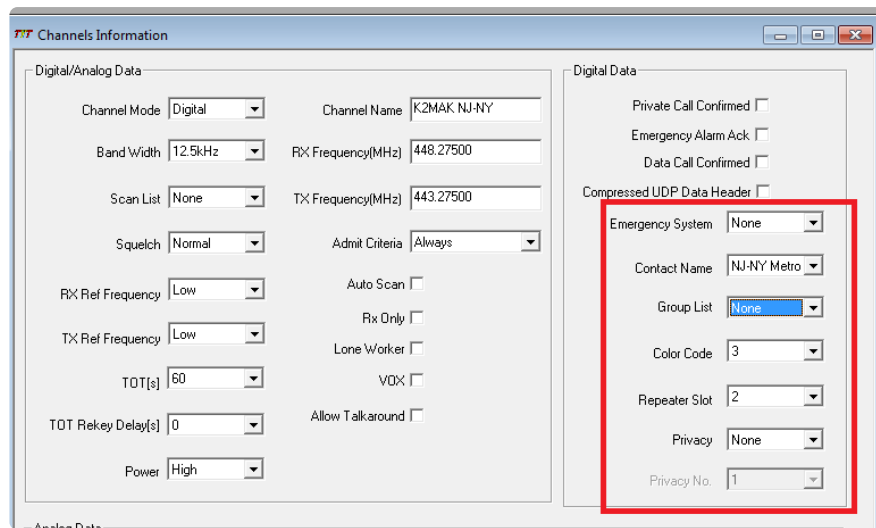 TYT Channels Information
Digital/Analog Data
Channel Mode Digital
Band Width 12.5kHz
Scan List None
Squelch Normal
RX Ref Frequency Low
TX Ref Frequency Low
TOT[s] 60
TOT Rekey Delay[s] 0
Power High
Channel Name K2MAK NJ-NY
RX Frequency(MHz) 448.27500
TX Frequency(MHz) 443.27500
Admit Criteria Always
Auto Scan
Rx Only
Lone Worker
VOX
Allow Talkaround
Digital Data
Private Call Confirmed
Emergency Alarm Ack
Data Call Confirmed
Compressed UDP Data Header
Emergency System None
Contact Name NJ-NY Metro
Group List None
Color Code 3
Repeater Slot 2
Privacy None
Privacy No. 1
Analog Data